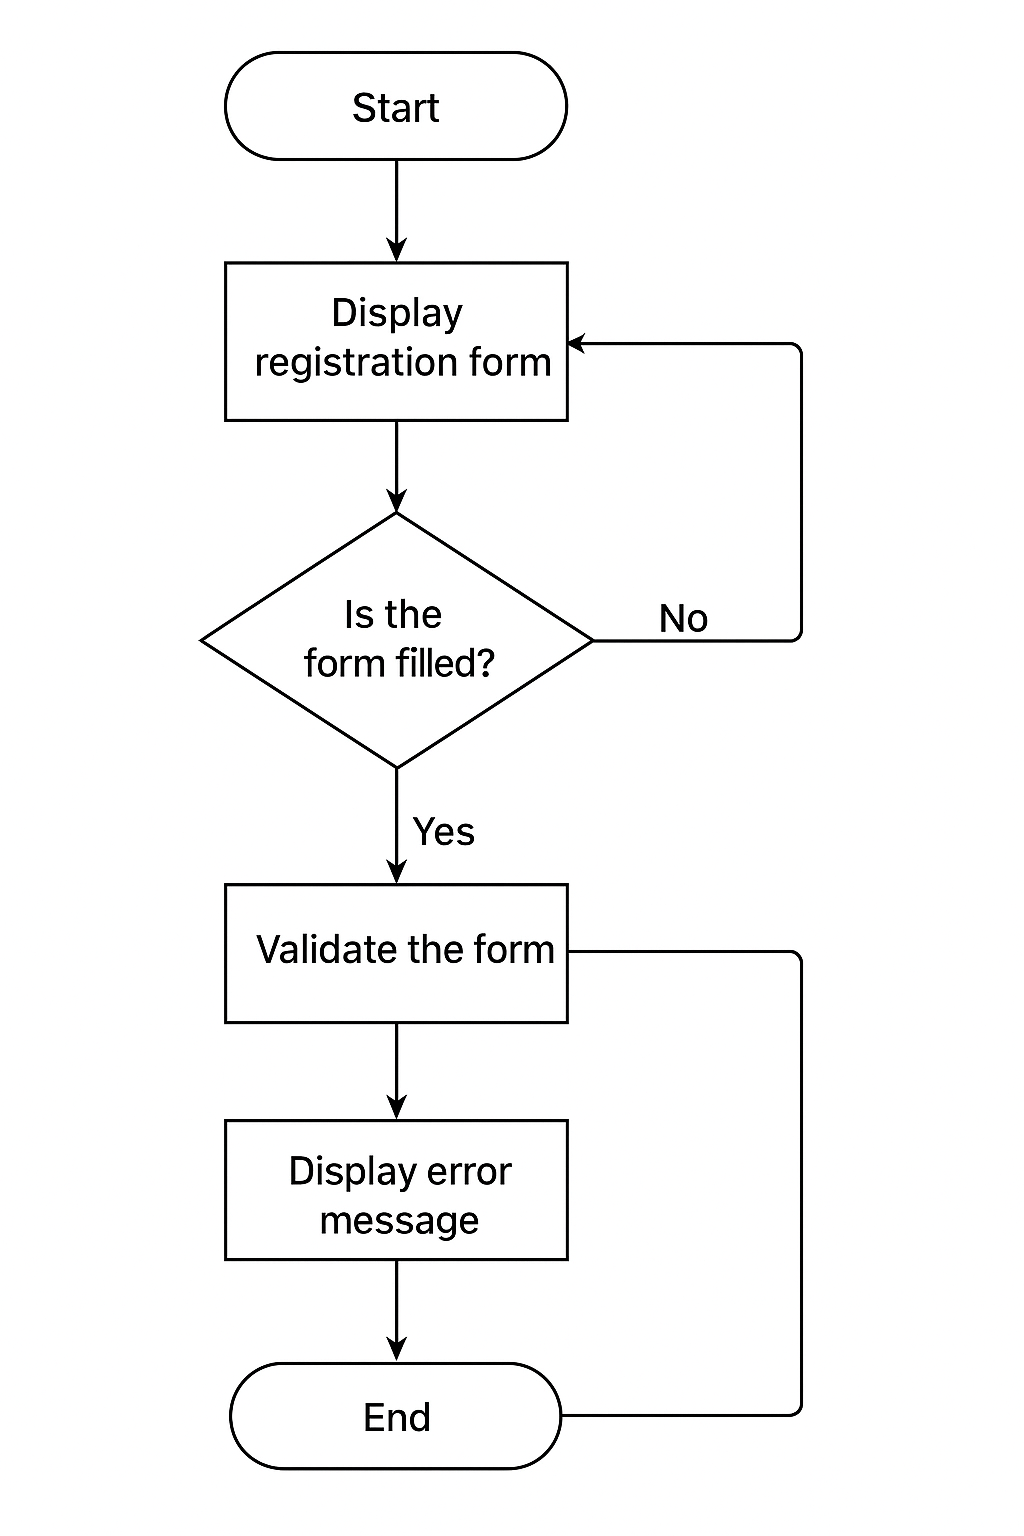 Start
Display
registration form
Is the
form filled?
No
Yes
Validate the form
Display error
message
End